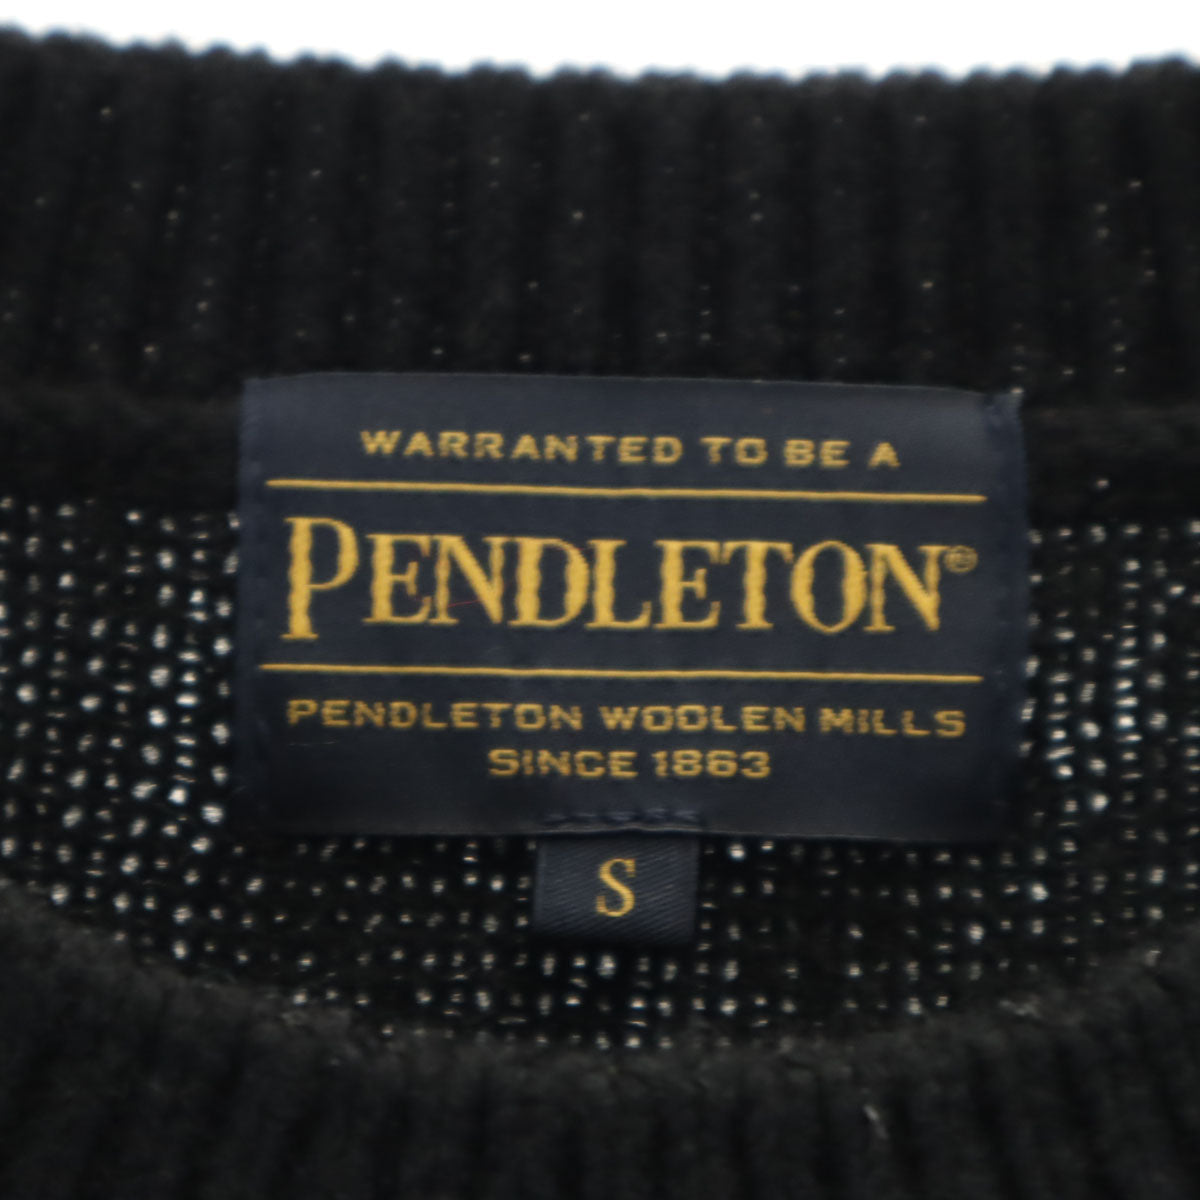 WARRANTED TO BE A
PENDLETON®
PENDLETON WOOLEN MILLS
SINCE 1863
S